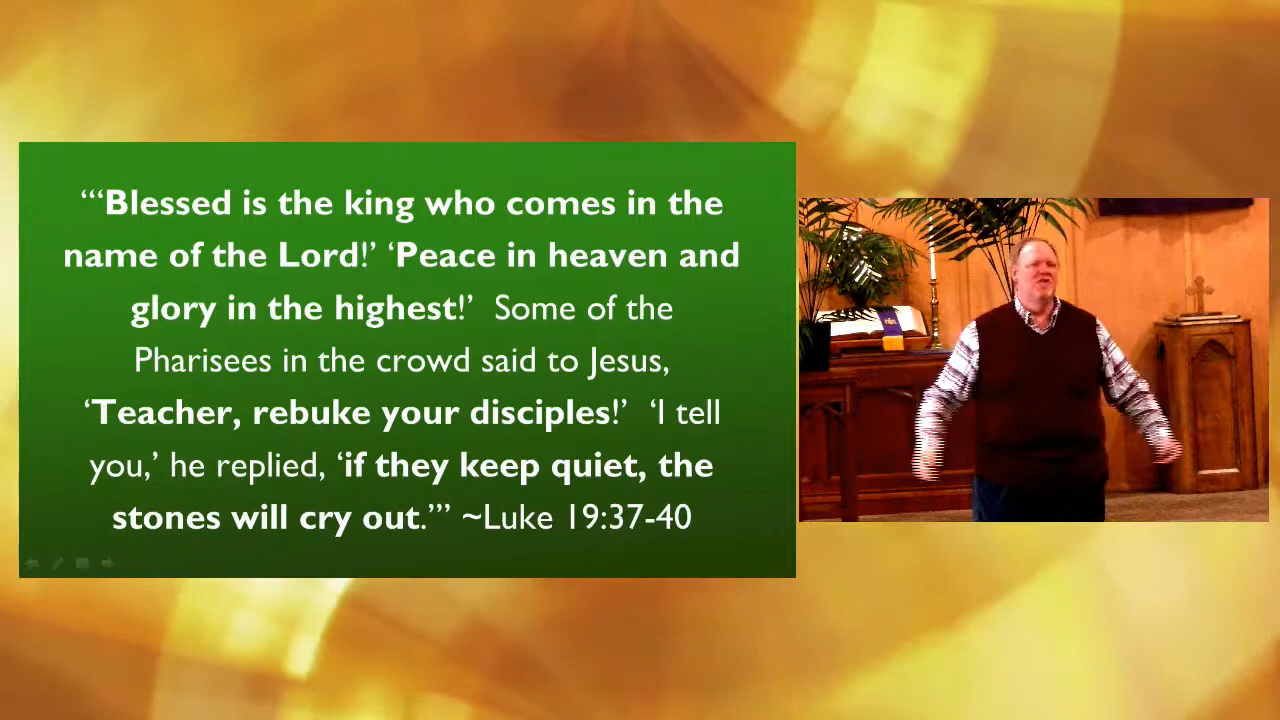 “‘Blessed is the king who comes in the
name of the Lord!’ ‘Peace in heaven and
glory in the highest!’ Some of the
Pharisees in the crowd said to Jesus,
‘Teacher, rebuke your disciples!’ ‘I tell
you,’ he replied, ‘if they keep quiet, the
stones will cry out.’” ~Luke 19:37-40